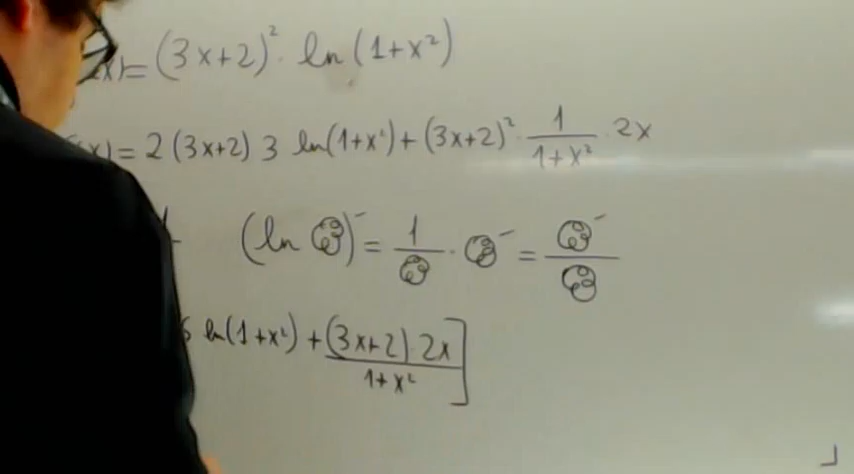 x)=(3x+2)²· ln(1+x²)
x)= 2(3x+2) 3 ln(1+x²)+(3x+2)²· 1/(1+x²) · 2x
(ln )' = 1/ · ' = '/
6 ln(1+x²) + (3x+2)·2x/(1+x²) ]